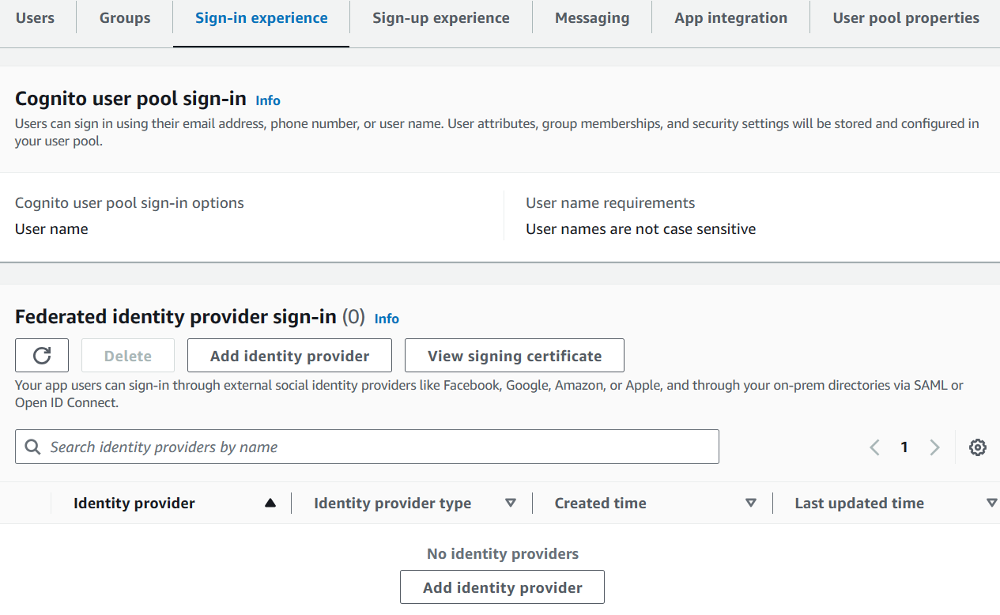 Users Groups Sign-in experience Sign-up experience Messaging App integration User pool properties
Cognito user pool sign-in Info
Users can sign in using their email address, phone number, or user name. User attributes, group memberships, and security settings will be stored and configured in
your user pool.
Cognito user pool sign-in options
User name
User name requirements
User names are not case sensitive
Federated identity provider sign-in (0) Info
Delete Add identity provider View signing certificate
Your app users can sign-in through external social identity providers like Facebook, Google, Amazon, or Apple, and through your on-prem directories via SAML or
Open ID Connect.
Search identity providers by name 1
Identity provider Identity provider type Created time Last updated time
No identity providers
Add identity provider